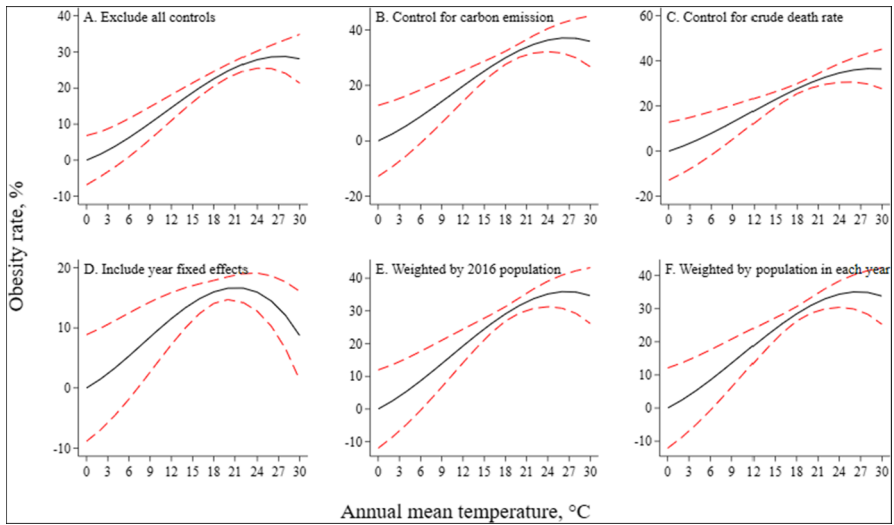 A. Exclude all controls
40
30
20
10
0
-10
0 3 6 9 12 15 18 21 24 27 30
B. Control for carbon emission
40
20
0
-20
0 3 6 9 12 15 18 21 24 27 30
C. Control for crude death rate
60
40
20
0
-20
0 3 6 9 12 15 18 21 24 27 30
Obesity rate, %
D. Include year fixed effects
20
10
0
-10
0 3 6 9 12 15 18 21 24 27 30
E. Weighted by 2016 population
40
30
20
10
0
-10
0 3 6 9 12 15 18 21 24 27 30
F. Weighted by population in each year
40
30
20
10
0
-10
0 3 6 9 12 15 18 21 24 27 30
Annual mean temperature, °C